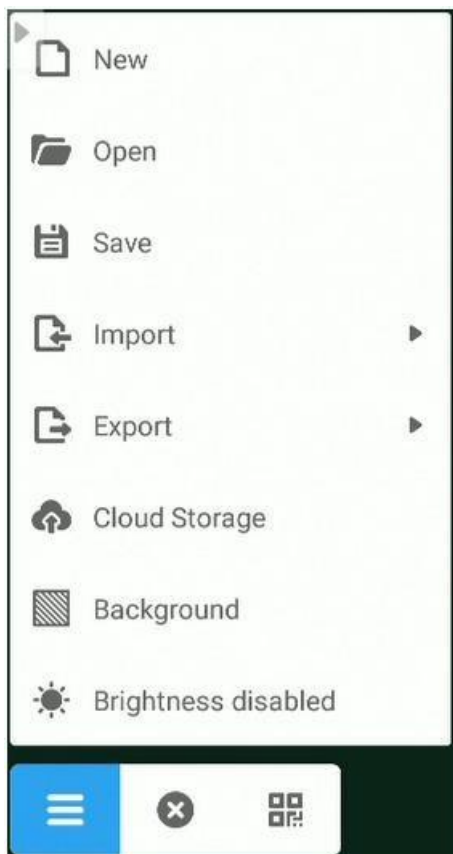 New
Open
Save
Import
Export
Cloud Storage
Background
Brightness disabled